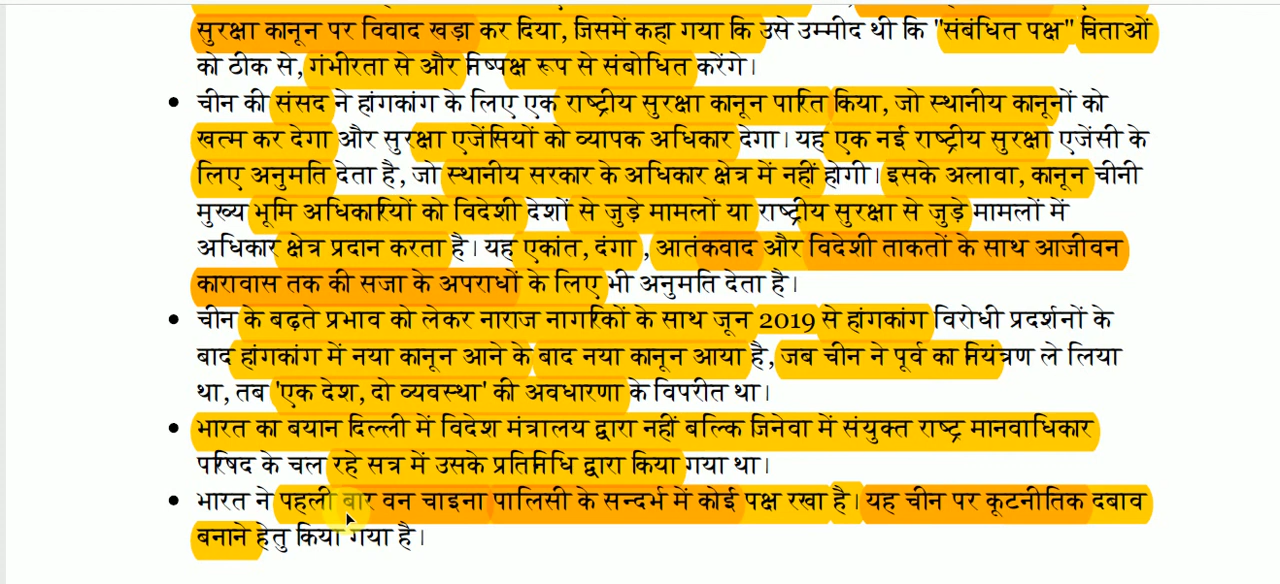 सुरक्षा कानून पर विवाद खड़ा कर दिया, जिसमें कहा गया कि उसे उम्मीद थी कि "संबंधित पक्ष" चिंताओं
को ठीक से, गंभीरता से और निष्पक्ष रूप से संबोधित करेंगे।
• चीन की संसद ने हांगकांग के लिए एक राष्ट्रीय सुरक्षा कानून पारित किया, जो स्थानीय कानूनों को
खत्म कर देगा और सुरक्षा एजेंसियों को व्यापक अधिकार देगा। यह एक नई राष्ट्रीय सुरक्षा एजेंसी के
लिए अनुमति देता है, जो स्थानीय सरकार के अधिकार क्षेत्र में नहीं होगी। इसके अलावा, कानून चीनी
मुख्य भूमि अधिकारियों को विदेशी देशों से जुड़े मामलों या राष्ट्रीय सुरक्षा से जुड़े मामलों में
अधिकार क्षेत्र प्रदान करता है। यह एकांत, दंगा , आतंकवाद और विदेशी ताकतों के साथ आजीवन
कारावास तक की सजा के अपराधों के लिए भी अनुमति देता है।
• चीन के बढ़ते प्रभाव को लेकर नाराज नागरिकों के साथ जून 2019 से हांगकांग विरोधी प्रदर्शनों के
बाद हांगकांग में नया कानून आने के बाद नया कानून आया है, जब चीन ने पूर्व का नियंत्रण ले लिया
था, तब 'एक देश, दो व्यवस्था' की अवधारणा के विपरीत था।
• भारत का बयान दिल्ली में विदेश मंत्रालय द्वारा नहीं बल्कि जिनेवा में संयुक्त राष्ट्र मानवाधिकार
परिषद के चल रहे सत्र में उसके प्रतिनिधि द्वारा किया गया था।
• भारत ने पहली बार वन चाइना पालिसी के सन्दर्भ में कोई पक्ष रखा है। यह चीन पर कूटनीतिक दबाव
बनाने हेतु किया गया है।